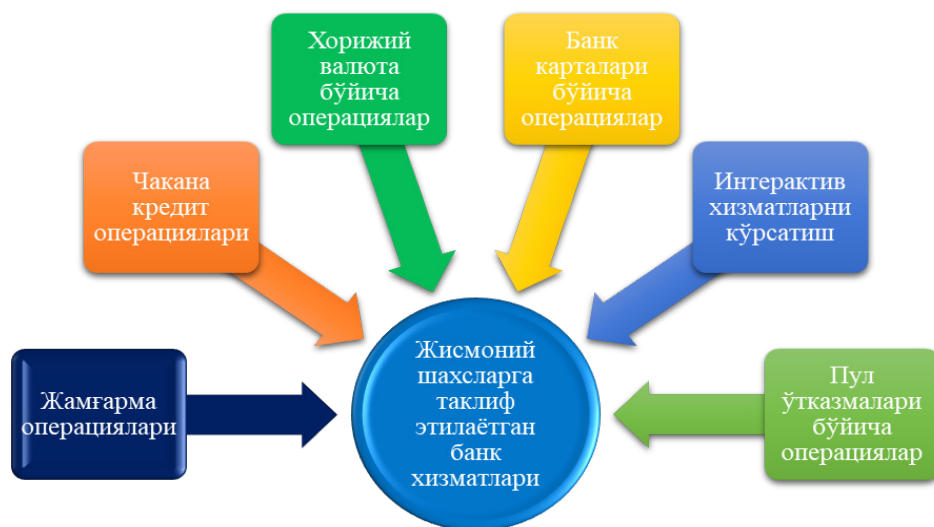 Хорижий
валюта
бўйича
операциялар
Банк
карталари
бўйича
операциялар
Чакана
кредит
операциялари
Интерактив
хизматларни
кўрсатиш
Жамғарма
операциялари
Жисмоний
шахсларга
таклиф
этилаётган
банк
хизматлари
Пул
ўтказмалари
бўйича
операциялар